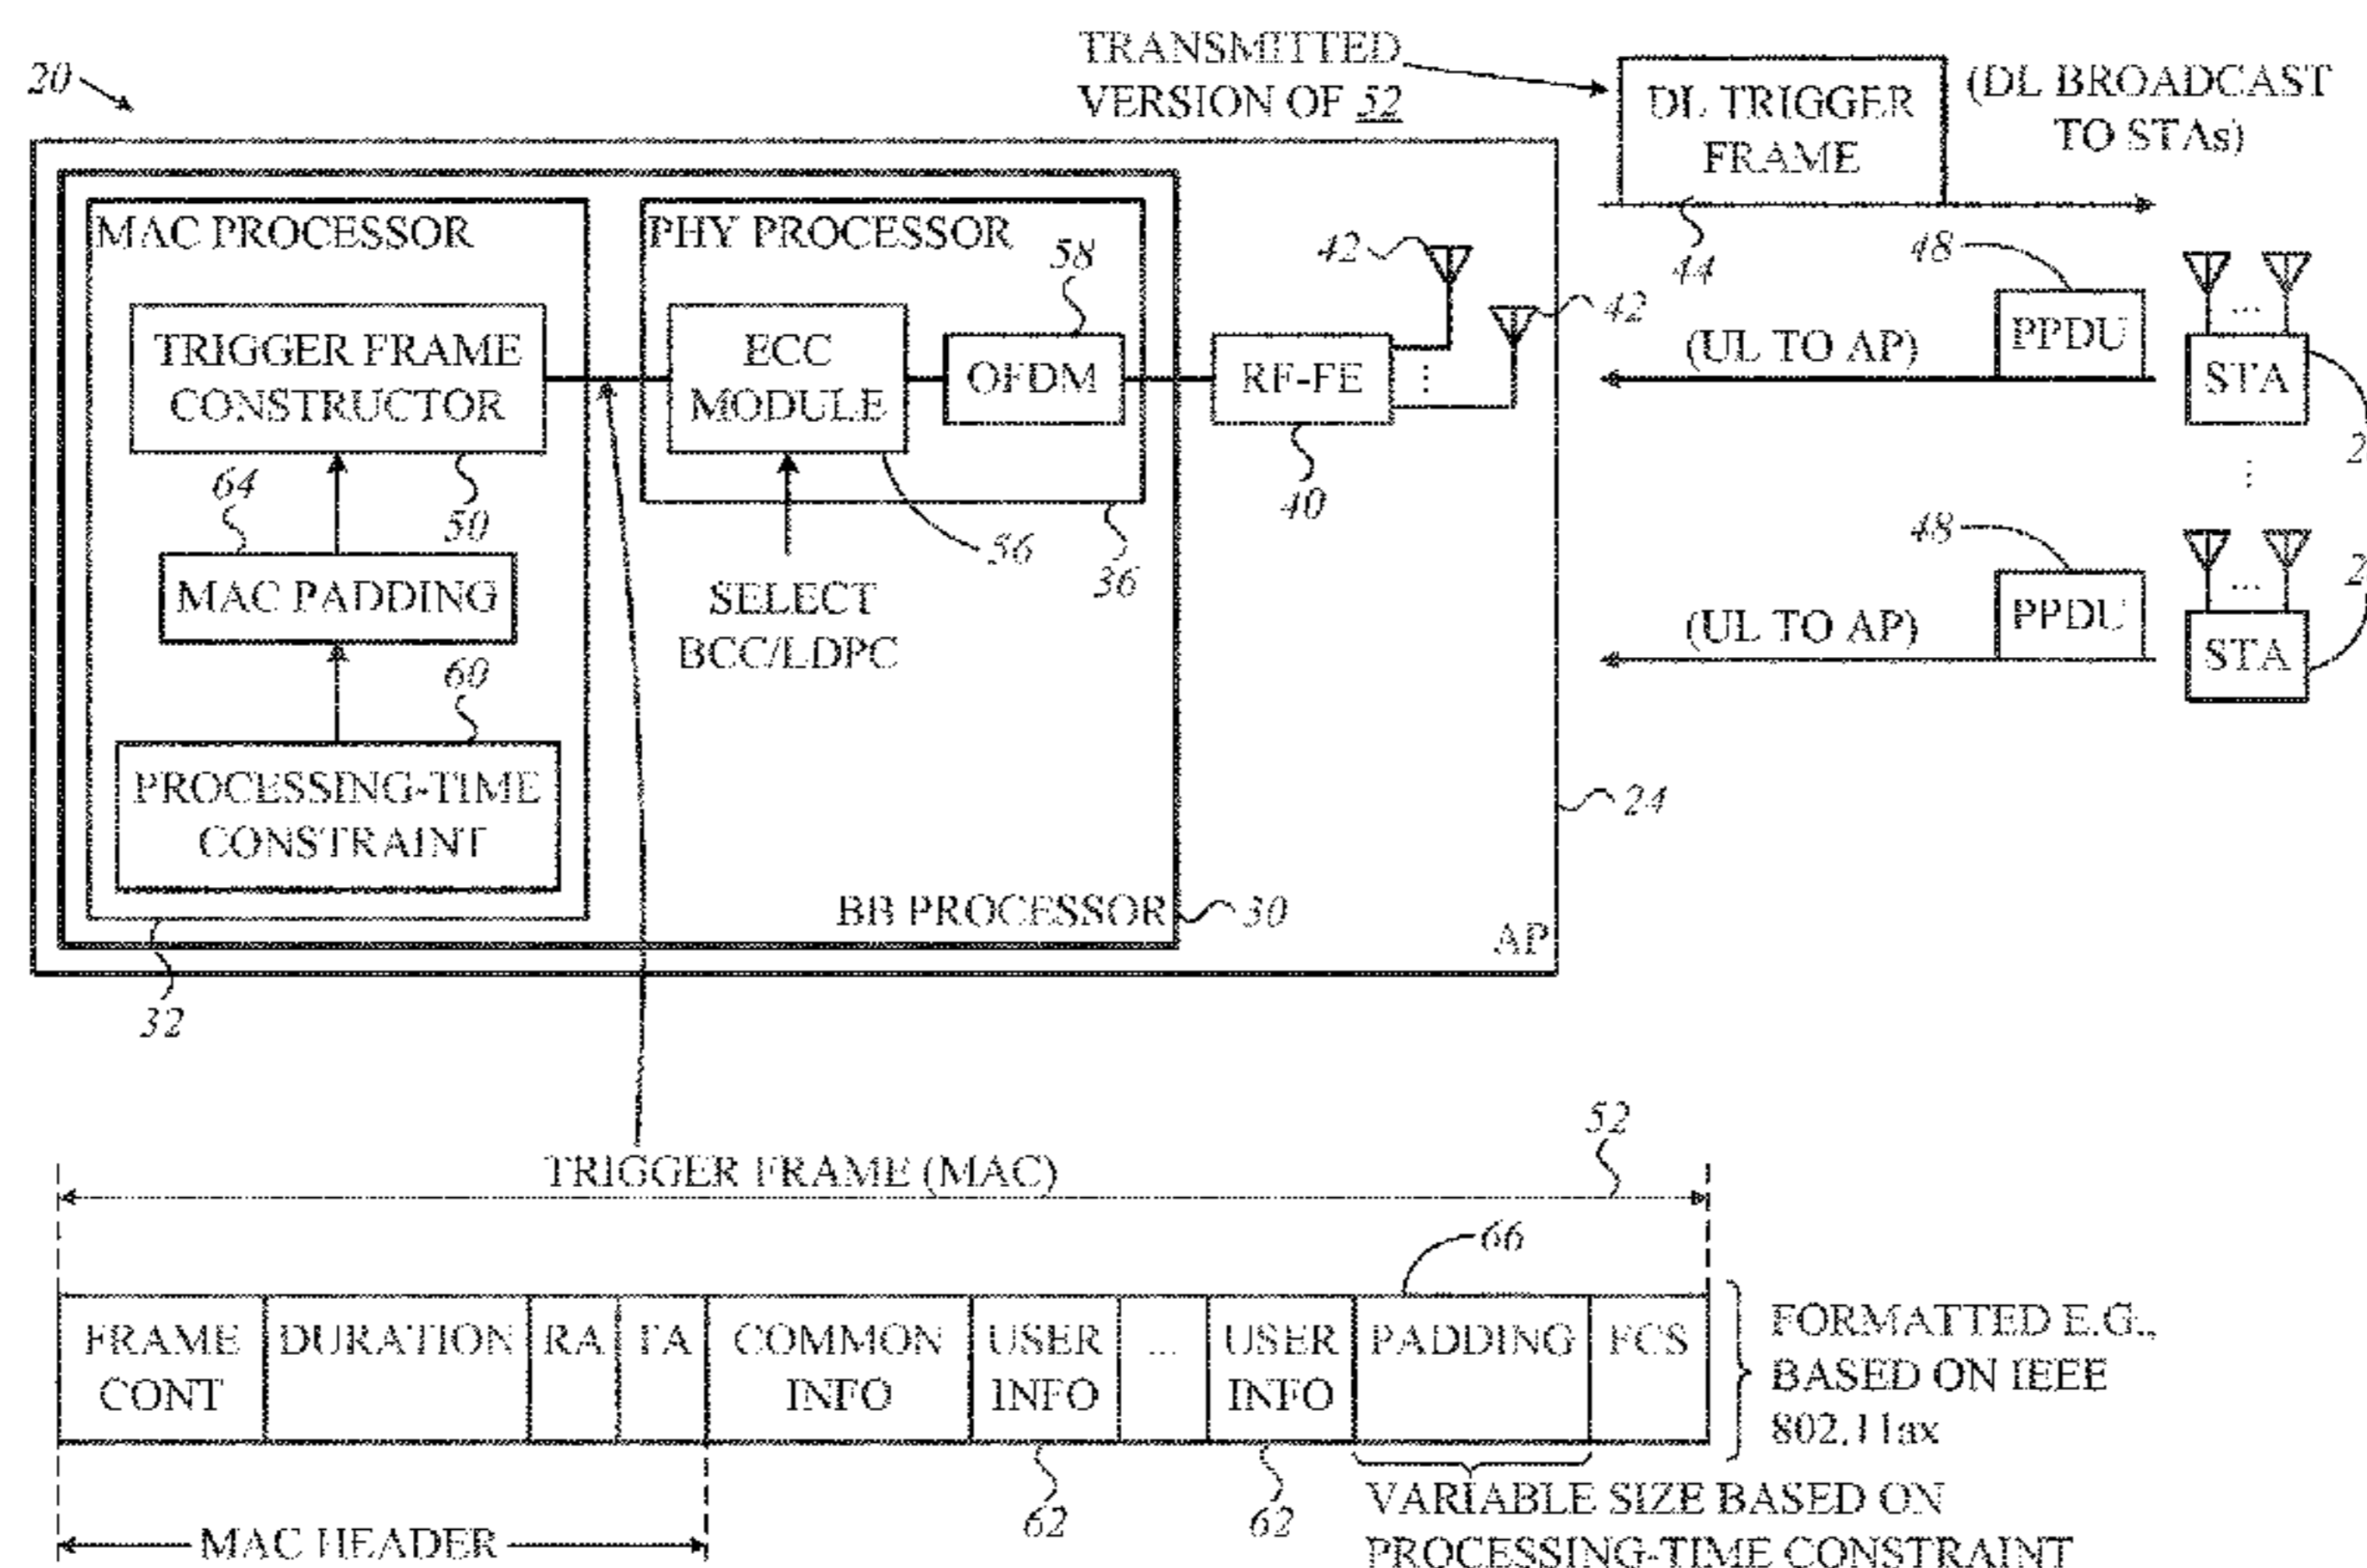 20
TRANSMITTED
VERSION OF 52
DL TRIGGER
FRAME
(DL BROADCAST
TO STAs)
44
MAC PROCESSOR
PHY PROCESSOR
58
42
42
48
TRIGGER FRAME
CONSTRUCTOR
ECC
MODULE
OFDM
RF-FE
⋮
(UL TO AP)
PPDU
...
STA
⋮
64
50
56
36
40
48
MAC PADDING
SELECT
BCC/LDPC
(UL TO AP)
PPDU
...
STA
60
PROCESSING-TIME
CONSTRAINT
24
BB PROCESSOR
30
AP
32
52
TRIGGER FRAME (MAC)
66
FRAME
CONT
DURATION
RA
TA
COMMON
INFO
USER
INFO
...
USER
INFO
PADDING
FCS
FORMATTED E.G.,
BASED ON IEEE
802.11ax
62
62
VARIABLE SIZE BASED ON
PROCESSING-TIME CONSTRAINT
MAC HEADER